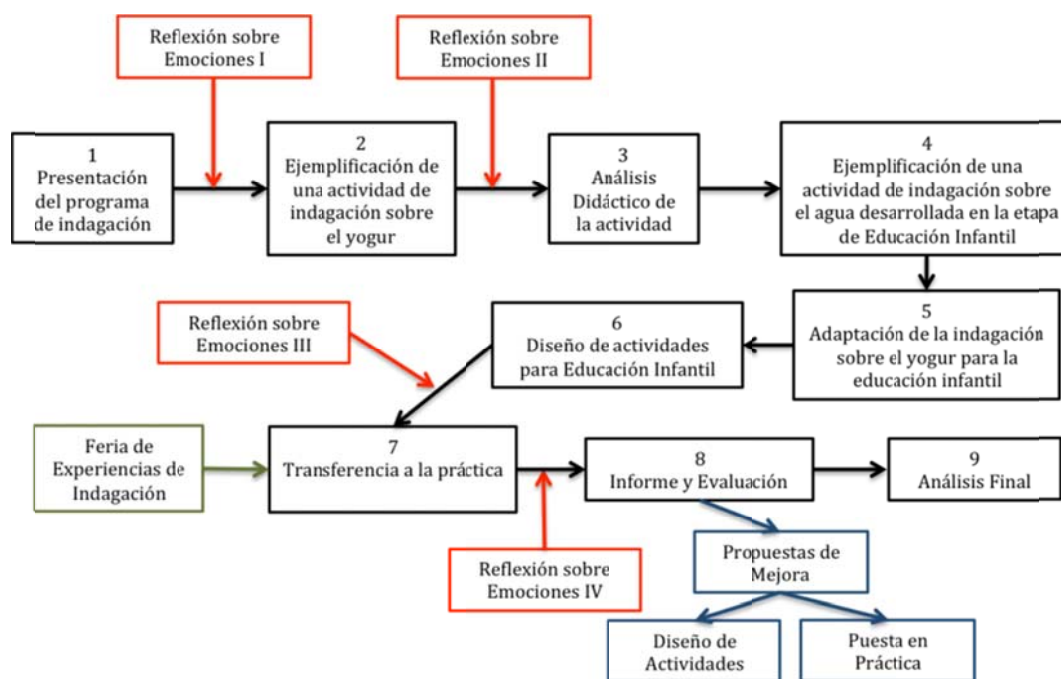 Reflexión sobre
Emociones I
Reflexión sobre
Emociones II
1
Presentación
del programa
de indagación
2
Ejemplificación de
una actividad de
indagación sobre
el yogur
3
Análisis
Didáctico de
la actividad
4
Ejemplificación de una
actividad de indagación sobre
el agua desarrollada en la etapa
de Educación Infantil
Reflexión sobre
Emociones III
6
Diseño de actividades
para Educación Infantil
5
Adaptación de la indagación
sobre el yogur para la
educación infantil
Feria de
Experiencias de
Indagación
7
Transferencia a la práctica
8
Informe y Evaluación
9
Análisis Final
Reflexión sobre
Emociones IV
Propuestas de
Mejora
Diseño de
Actividades
Puesta en
Práctica